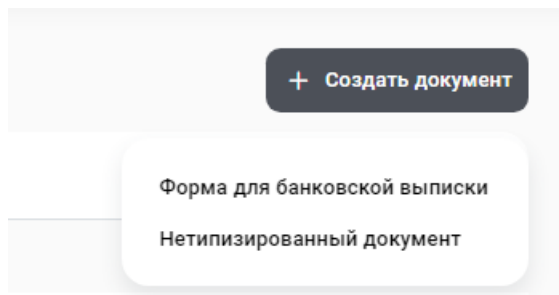 + Создать документ
Форма для банковской выписки
Нетипизированный документ